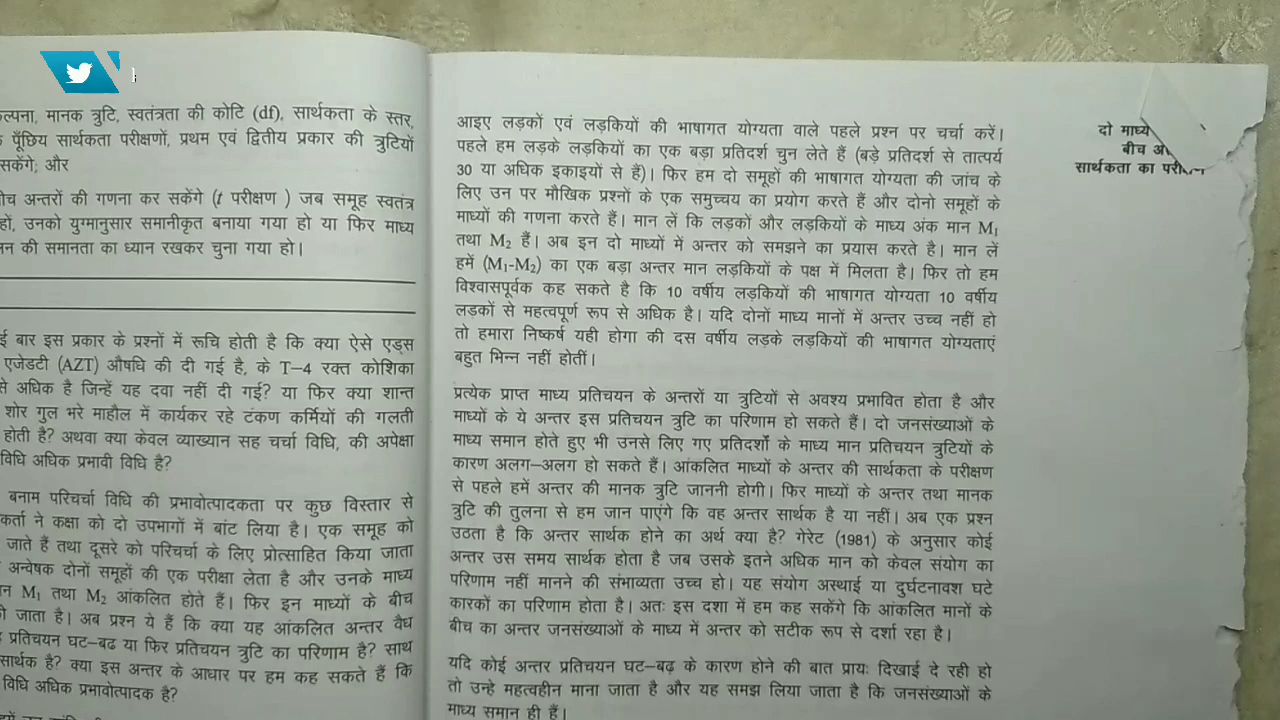 ल्पना, मानक त्रुटि, स्वतंत्रता की कोटि (df), सार्थकता के स्तर,
पूँछिय सार्थकता परीक्षणों, प्रथम एवं द्वितीय प्रकार की त्रुटियों
सकेंगे; और
बीच अन्तरों की गणना कर सकेंगे (t परीक्षण ) जब समूह स्वतंत्र
हों, उनको युग्मानुसार समानीकृत बनाया गया हो या फिर माध्य
की समानता का ध्यान रखकर चुना गया हो।
ई बार इस प्रकार के प्रश्नों में रूचि होती है कि क्या ऐसे एड्स
एजेडटी (AZT) औषधि की दी गई है, के T–4 रक्त कोशिका
से अधिक है जिन्हें यह दवा नहीं दी गई? या फिर क्या शान्त
शोर गुल भरे माहौल में कार्यकर रहे टंकण कर्मियों की गलती
होती है? अथवा क्या केवल व्याख्यान सह चर्चा विधि, की अपेक्षा
विधि अधिक प्रभावी विधि है?
बनाम परिचर्चा विधि की प्रभावोत्पादकता पर कुछ विस्तार से
कर्ता ने कक्षा को दो उपभागों में बांट लिया है। एक समूह को
जाते हैं तथा दूसरे को परिचर्चा के लिए प्रोत्साहित किया जाता
अन्वेषक दोनों समूहों की एक परीक्षा लेता है और उनके माध्य
M₁ तथा M₂ आंकलित होते हैं। फिर इन माध्यों के बीच
जाता है। अब प्रश्न ये हैं कि क्या यह आंकलित अन्तर वैध
प्रतिचयन घट–बढ या फिर प्रतिचयन त्रुटि का परिणाम है? साथ
सार्थक है? क्या इस अन्तर के आधार पर हम कह सकते हैं कि
विधि अधिक प्रभावोत्पादक है?
आइए लड़कों एवं लड़कियों की भाषागत योग्यता वाले पहले प्रश्न पर चर्चा करें।
पहले हम लड़के लड़कियों का एक बड़ा प्रतिदर्श चुन लेते हैं (बड़े प्रतिदर्श से तात्पर्य
30 या अधिक इकाइयों से हैं)। फिर हम दो समूहों की भाषागत योग्यता की जांच के
लिए उन पर मौखिक प्रश्नों के एक समुच्चय का प्रयोग करते हैं और दोनो समूहों के
माध्यों की गणना करते हैं। मान लें कि लड़कों और लड़कियों के माध्य अंक मान M₁
तथा M₂ हैं। अब इन दो माध्यों में अन्तर को समझने का प्रयास करते है। मान लें
हमें (M₁-M₂) का एक बड़ा अन्तर मान लड़कियों के पक्ष में मिलता है। फिर तो हम
विश्वासपूर्वक कह सकते है कि 10 वर्षीय लड़कियों की भाषागत योग्यता 10 वर्षीय
लड़कों से महत्वपूर्ण रूप से अधिक है। यदि दोनों माध्य मानों में अन्तर उच्च नहीं हो
तो हमारा निष्कर्ष यही होगा की दस वर्षीय लड़के लड़कियों की भाषागत योग्यताएं
बहुत भिन्न नहीं होतीं।
प्रत्येक प्राप्त माध्य प्रतिचयन के अन्तरों या त्रुटियों से अवश्य प्रभावित होता है और
माध्यों के ये अन्तर इस प्रतिचयन त्रुटि का परिणाम हो सकते हैं। दो जनसंख्याओं के
माध्य समान होते हुए भी उनसे लिए गए प्रतिदर्शों के माध्य मान प्रतिचयन त्रुटियों के
कारण अलग–अलग हो सकते हैं। आंकलित माध्यों के अन्तर की सार्थकता के परीक्षण
से पहले हमें अन्तर की मानक त्रुटि जाननी होगी। फिर माध्यों के अन्तर तथा मानक
त्रुटि की तुलना से हम जान पाएंगे कि वह अन्तर सार्थक है या नहीं। अब एक प्रश्न
उठता है कि अन्तर सार्थक होने का अर्थ क्या है? गेरेट (1981) के अनुसार कोई
अन्तर उस समय सार्थक होता है जब उसके इतने अधिक मान को केवल संयोग का
परिणाम नहीं मानने की संभाव्यता उच्च हो। यह संयोग अस्थाई या दुर्घटनावश घटे
कारकों का परिणाम होता है। अतः इस दशा में हम कह सकेंगे कि आंकलित मानों के
बीच का अन्तर जनसंख्याओं के माध्य में अन्तर को सटीक रूप से दर्शा रहा है।
यदि कोई अन्तर प्रतिचयन घट–बढ़ के कारण होने की बात प्रायः दिखाई दे रही हो
तो उन्हे महत्वहीन माना जाता है और यह समझ लिया जाता है कि जनसंख्याओं के
माध्य समान ही हैं।
दो माध्य
बीच
सार्थकता का